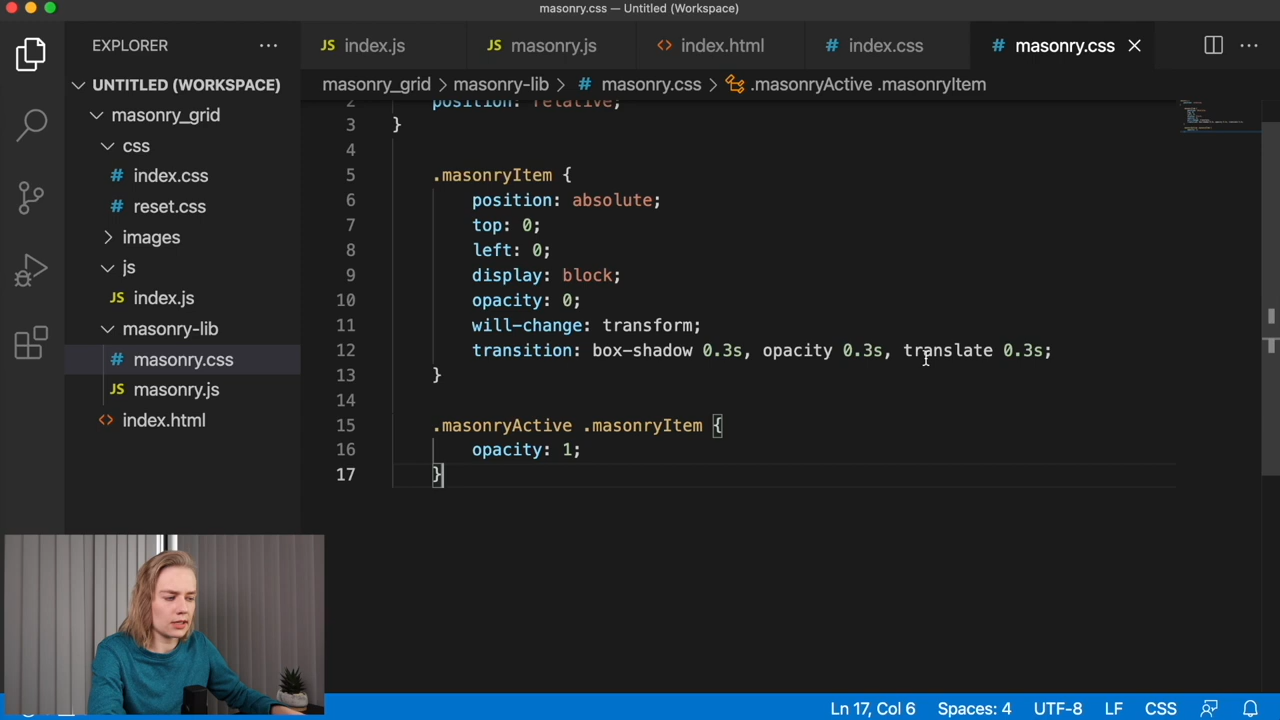 masonry.css — Untitled (Workspace)
EXPLORER
UNTITLED (WORKSPACE)
masonry_grid
css
# index.css
# reset.css
images
js
JS index.js
masonry-lib
# masonry.css
JS masonry.js
<> index.html
JS index.js
JS masonry.js
<> index.html
# index.css
# masonry.css
masonry_grid > masonry-lib > # masonry.css > .masonryActive .masonryItem
2 position: relative;
3 }
4
5 .masonryItem {
6 position: absolute;
7 top: 0;
8 left: 0;
9 display: block;
10 opacity: 0;
11 will-change: transform;
12 transition: box-shadow 0.3s, opacity 0.3s, translate 0.3s;
13 }
14
15 .masonryActive .masonryItem {
16 opacity: 1;
17 }
Ln 17, Col 6 Spaces: 4 UTF-8 LF CSS